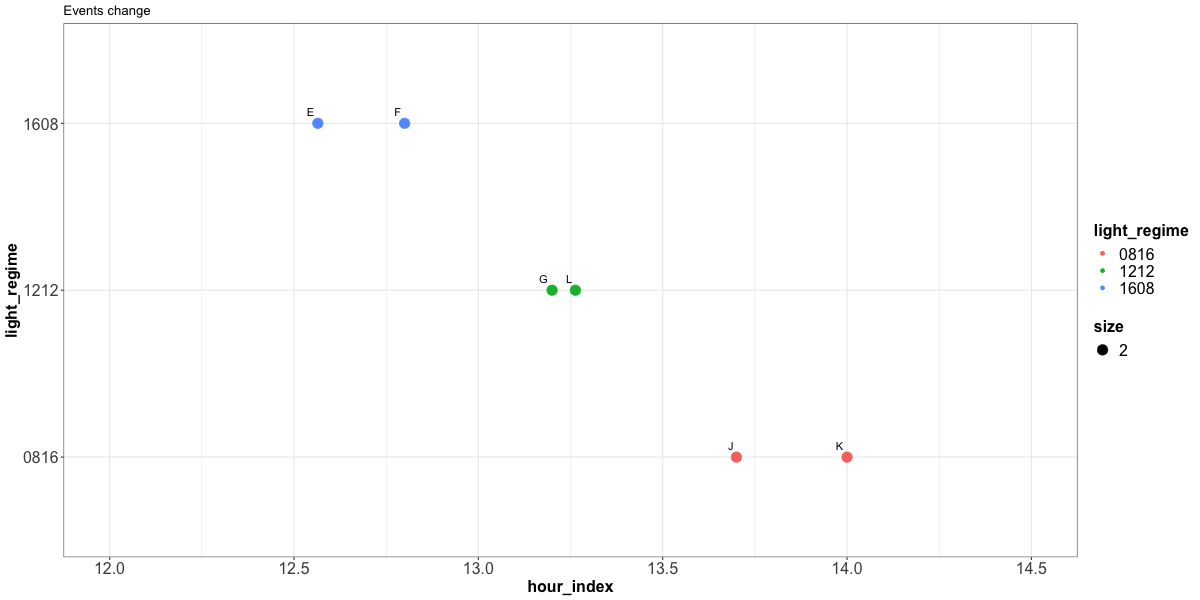 Events change
light_regime
1608
1212
0816
E
F
G
L
J
K
12.0
12.5
13.0
13.5
14.0
14.5
hour_index
light_regime
0816
1212
1608
size
2